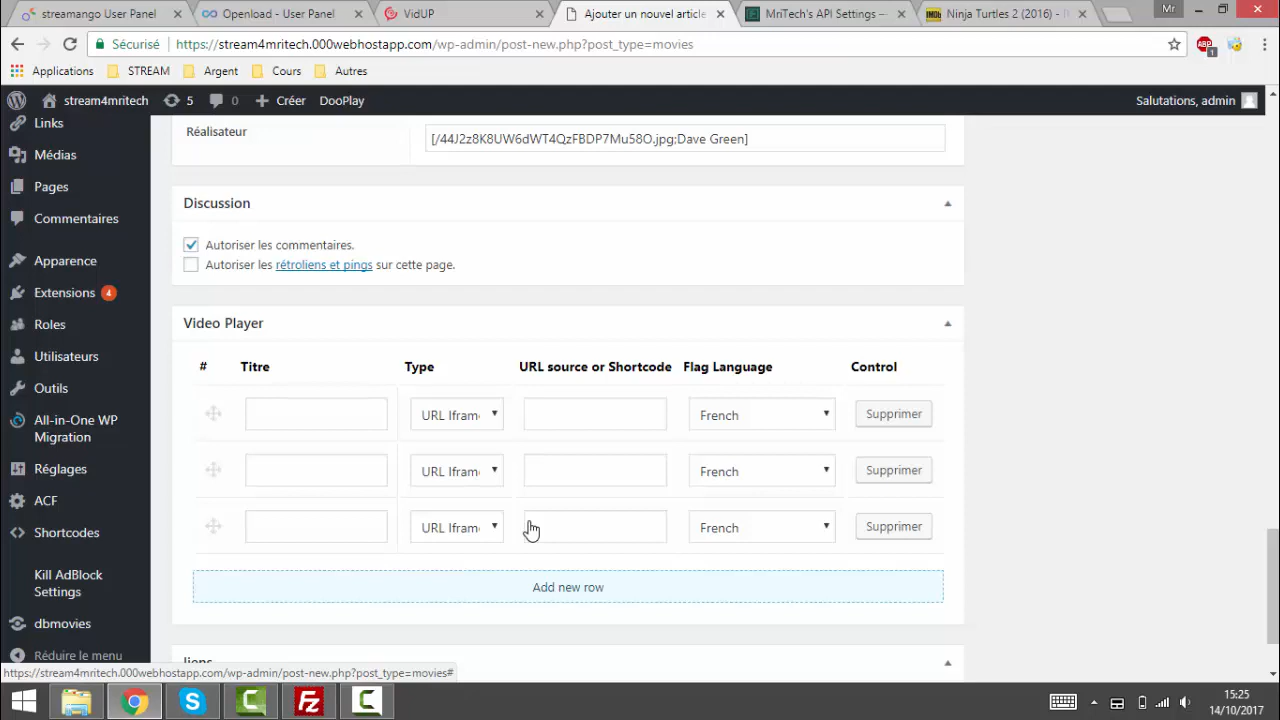 streamango User Panel
Openload - User Panel
VidUP
Ajouter un nouvel article
MriTech's API Settings —
Ninja Turtles 2 (2016) - I
Mr
Sécurisé
https://stream4mritech.000webhostapp.com/wp-admin/post-new.php?post_type=movies
ABP
1
Applications
STREAM
Argent
Cours
Autres
stream4mritech
5
0
Créer
DooPlay
Salutations, admin
Links
Médias
Pages
Commentaires
Apparence
Extensions 4
Roles
Utilisateurs
Outils
All-in-One WP
Migration
Réglages
ACF
Shortcodes
Kill AdBlock
Settings
dbmovies
Réduire le menu
Réalisateur
[/44J2z8K8UW6dWT4QzFBDP7Mu58O.jpg;Dave Green]
Discussion
Autoriser les commentaires.
Autoriser les rétroliens et pings sur cette page.
Video Player
# Titre Type URL source or Shortcode Flag Language Control
URL Ifram French Supprimer
URL Ifram French Supprimer
URL Ifram French Supprimer
Add new row
liens
https://stream4mritech.000webhostapp.com/wp-admin/post-new.php?post_type=movies#
15:25
14/10/2017